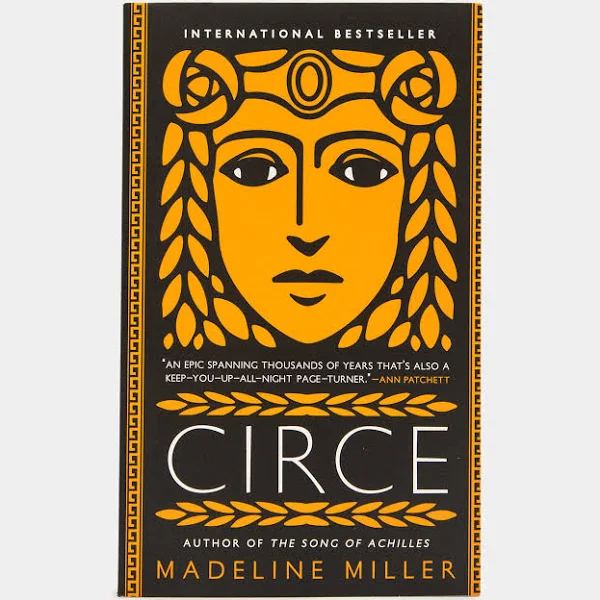 INTERNATIONAL BESTSELLER
"AN EPIC SPANNING THOUSANDS OF YEARS THAT'S ALSO A
KEEP-YOU-UP-ALL-NIGHT PAGE-TURNER." —ANN PATCHETT
CIRCE
AUTHOR OF THE SONG OF ACHILLES
MADELINE MILLER